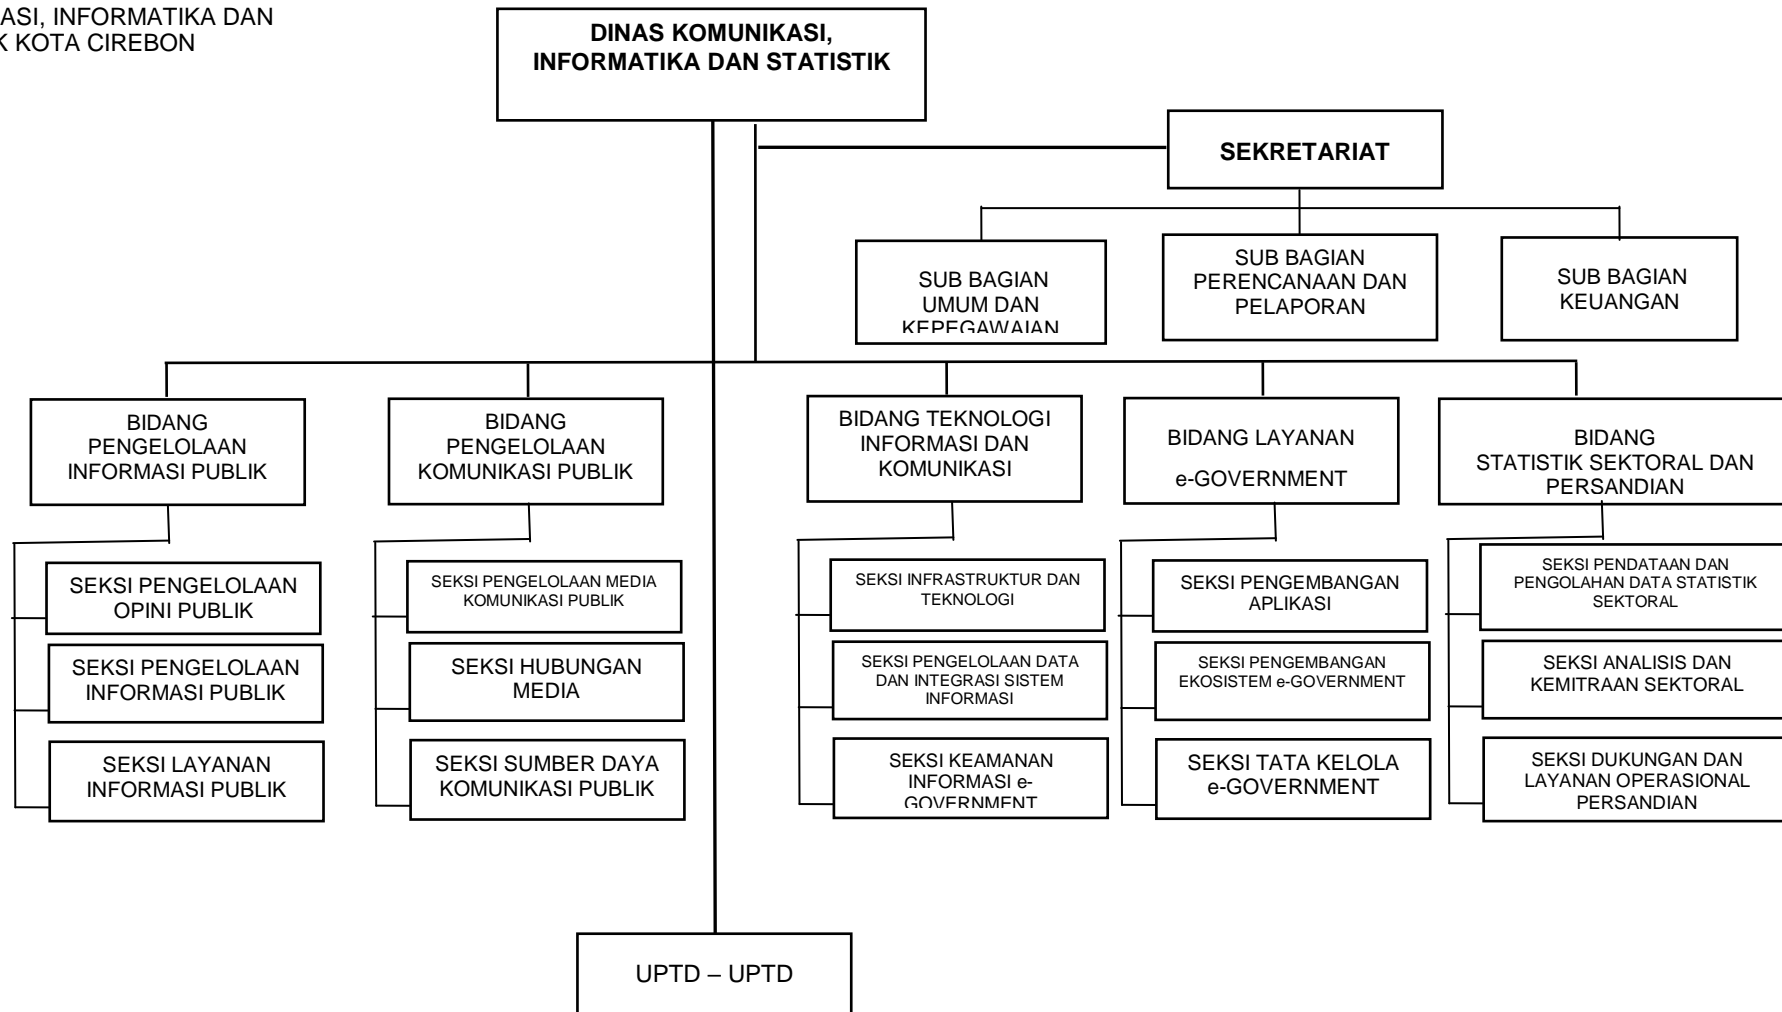 ASI, INFORMATIKA DAN
K KOTA CIREBON
DINAS KOMUNIKASI,
INFORMATIKA DAN STATISTIK
SEKRETARIAT
SUB BAGIAN
UMUM DAN
KEPEGAWAIAN
SUB BAGIAN
PERENCANAAN DAN
PELAPORAN
SUB BAGIAN
KEUANGAN
BIDANG
PENGELOLAAN
INFORMASI PUBLIK
BIDANG
PENGELOLAAN
KOMUNIKASI PUBLIK
BIDANG TEKNOLOGI
INFORMASI DAN
KOMUNIKASI
BIDANG LAYANAN
e-GOVERNMENT
BIDANG
STATISTIK SEKTORAL DAN
PERSANDIAN
SEKSI PENGELOLAAN
OPINI PUBLIK
SEKSI PENGELOLAAN
INFORMASI PUBLIK
SEKSI LAYANAN
INFORMASI PUBLIK
SEKSI PENGELOLAAN MEDIA
KOMUNIKASI PUBLIK
SEKSI HUBUNGAN
MEDIA
SEKSI SUMBER DAYA
KOMUNIKASI PUBLIK
SEKSI INFRASTRUKTUR DAN
TEKNOLOGI
SEKSI PENGELOLAAN DATA
DAN INTEGRASI SISTEM
INFORMASI
SEKSI KEAMANAN
INFORMASI e-
GOVERNMENT
SEKSI PENGEMBANGAN
APLIKASI
SEKSI PENGEMBANGAN
EKOSISTEM e-GOVERNMENT
SEKSI TATA KELOLA
e-GOVERNMENT
SEKSI PENDATAAN DAN
PENGOLAHAN DATA STATISTIK
SEKTORAL
SEKSI ANALISIS DAN
KEMITRAAN SEKTORAL
SEKSI DUKUNGAN DAN
LAYANAN OPERASIONAL
PERSANDIAN
UPTD – UPTD